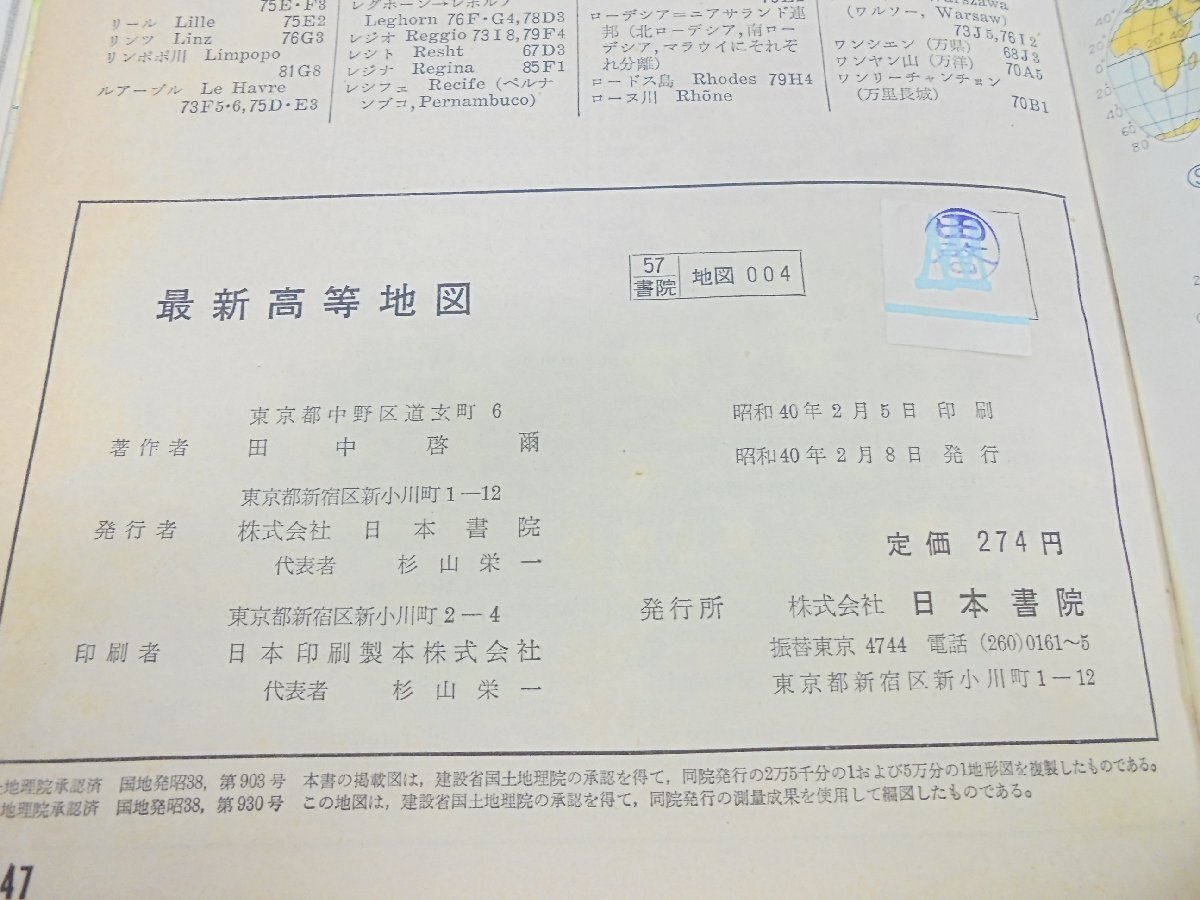 75E・F3
リール Lille 75E2
リンツ Linz 76G3
リンポポ川 Limpopo
81G8
ルアーブル Le Havre
73F5・6,75D・E3
Leghorn 76F・G4,78D3
レジオ Reggio 73I8,79F4
レシト Resht 67D3
レジナ Regina 85F1
レシフェ Recife (ペルナ
ンブコ,Pernambuco)
ローデシア=ニアサランド連
邦(北ローデシア,南ロー
デシア,マラウイにそれぞ
れ分離)
ロードス島 Rhodes 79H4
ローヌ川 Rhône
(ワルソー, Warsaw)
73J5,76I2
ワンシエン(万県) 68J3
ワンヤン山(万洋) 70A5
ワンリーチャンチョン
(万里長城) 70B1
最新高等地図
57
書院
地図 004
東京都中野区道玄町 6
著作者 田中啓爾
東京都新宿区新小川町1―12
発行者 株式会社 日本書院
代表者 杉山栄一
東京都新宿区新小川町2―4
印刷者 日本印刷製本株式会社
代表者 杉山栄一
昭和40年2月5日 印刷
昭和40年2月8日 発行
定価 274円
発行所 株式会社 日本書院
振替東京 4744 電話 (260)0161〜5
東京都新宿区新小川町1―12
地理院承認済 国地発昭38, 第903号 本書の掲載図は, 建設省国土地理院の承認を得て, 同院発行の2万5千分の1および5万分の1地形図を複製したものである。
地理院承認済 国地発昭38, 第930号 この地図は, 建設省国土地理院の承認を得て, 同院発行の測量成果を使用して編図したものである。
47